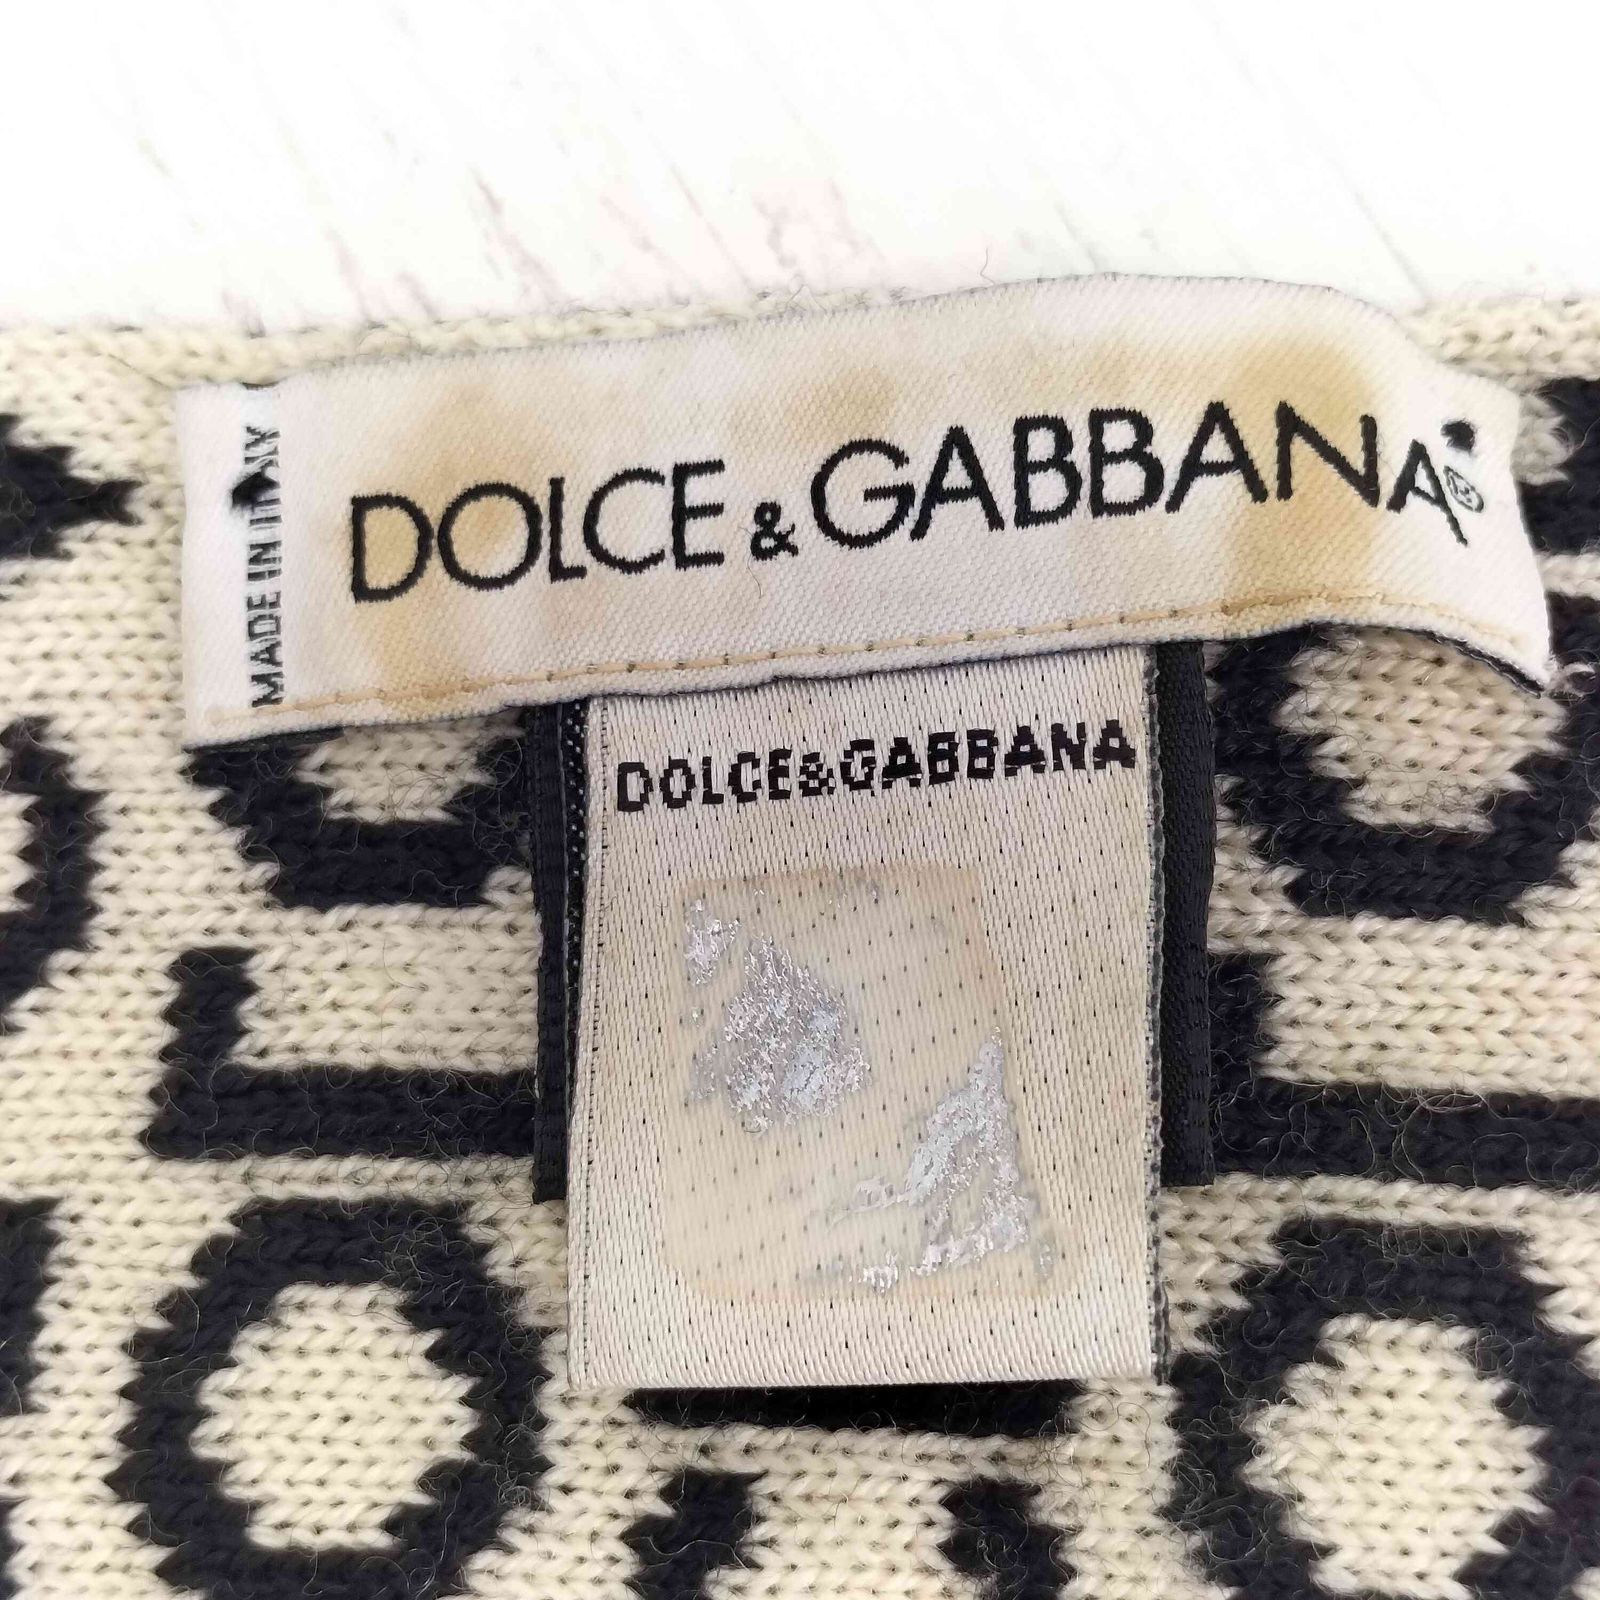 DOLCE & GABBANA
MADE IN ITALY
DOLCE&GABBANA